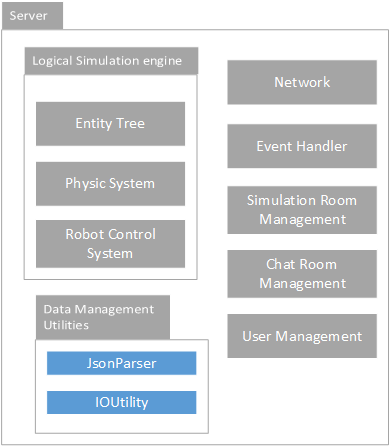 Server
Logical Simulation engine
Entity Tree
Physic System
Robot Control
System
Data Management
Utilities
JsonParser
IOUtility
Network
Event Handler
Simulation Room
Management
Chat Room
Management
User Management